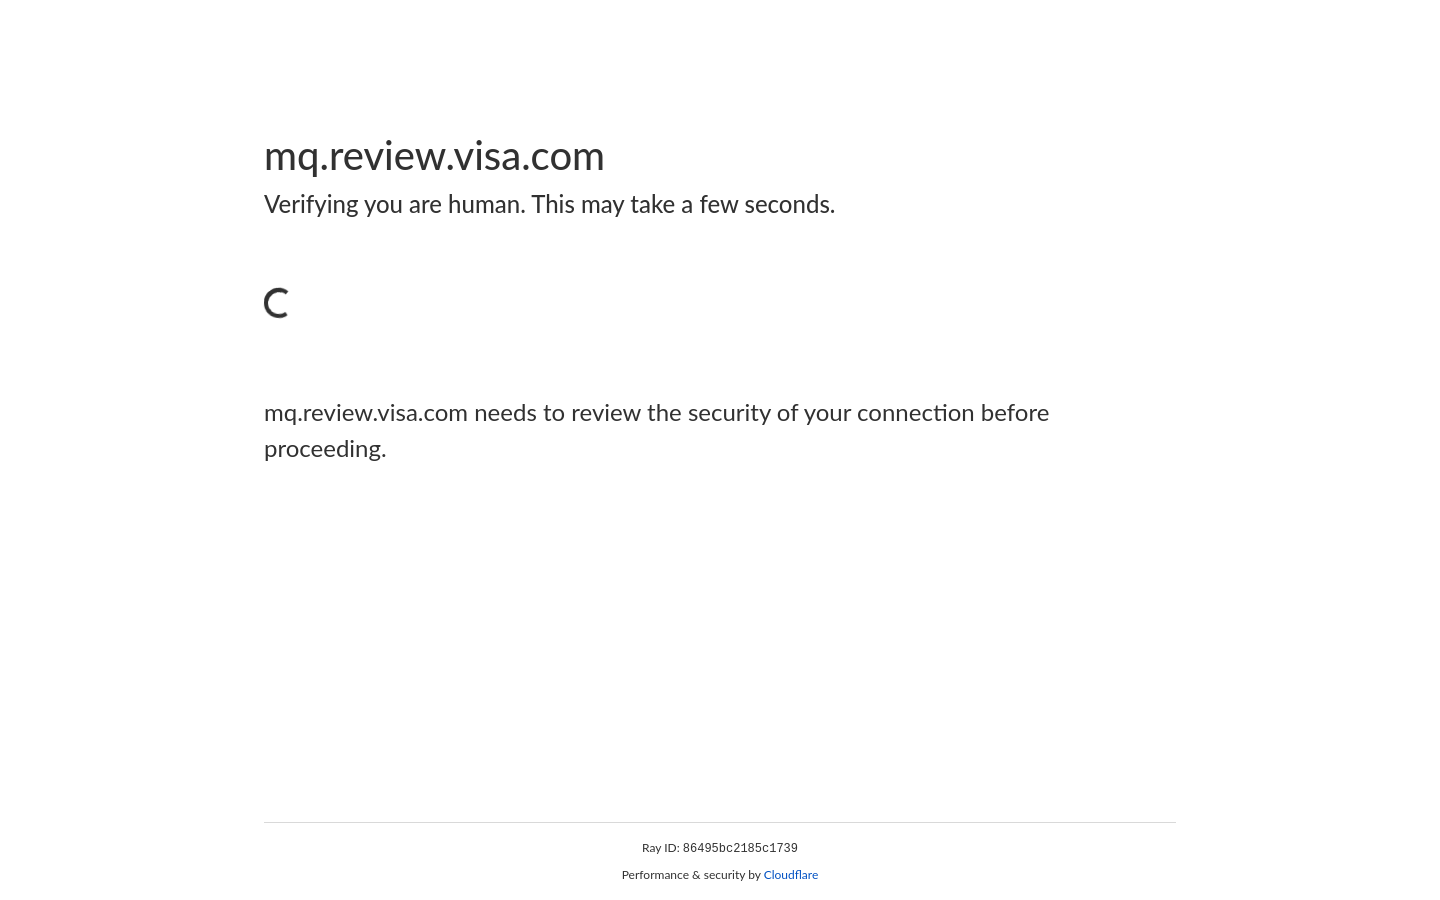 mq.review.visa.com
Verifying you are human. This may take a few seconds.
mq.review.visa.com needs to review the security of your connection before
proceeding.
Ray ID: 86495bc2185c1739
Performance & security by Cloudflare